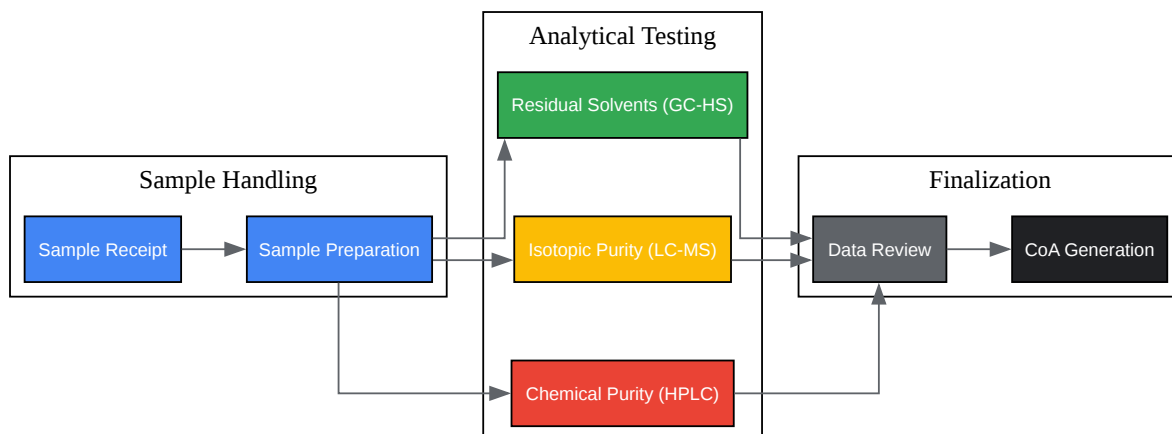 Analytical Testing
Residual Solvents (GC-HS)
Sample Handling
Finalization
Sample Receipt
Sample Preparation
Isotopic Purity (LC-MS)
Data Review
CoA Generation
Chemical Purity (HPLC)